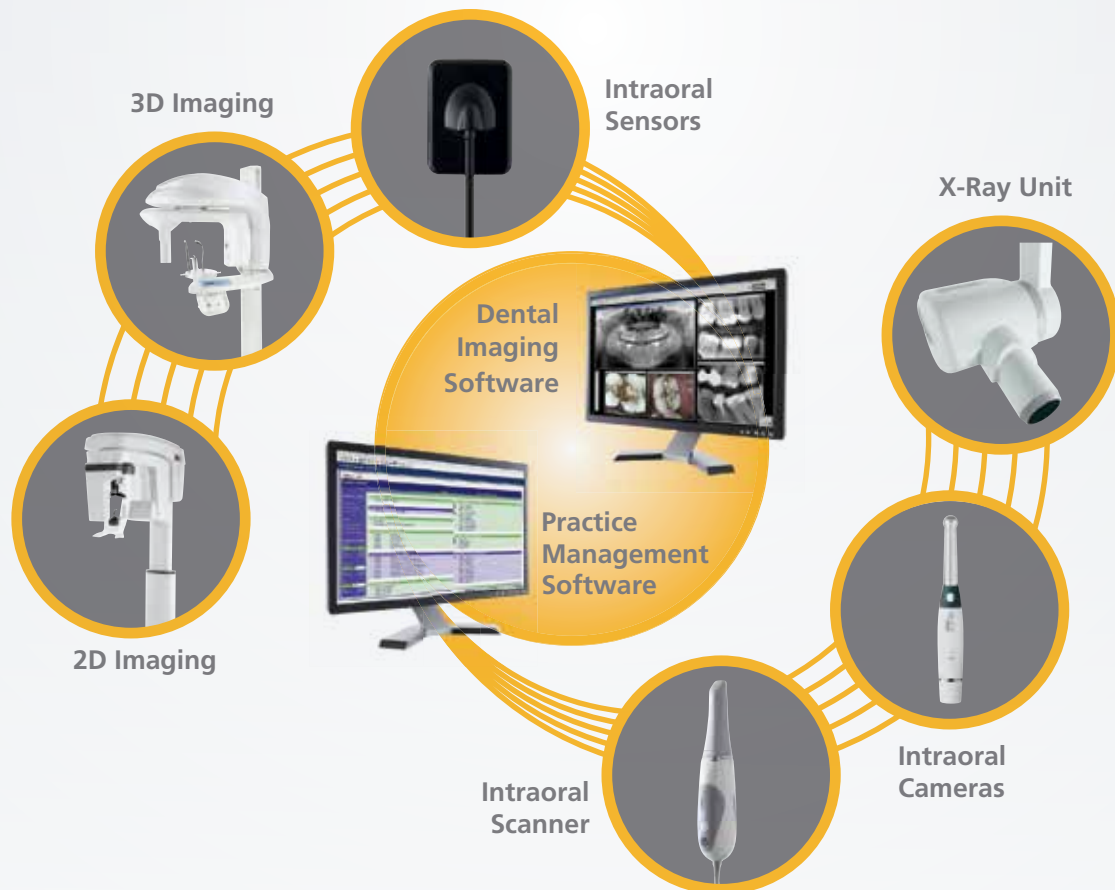 3D Imaging
Intraoral
Sensors
X-Ray Unit
Dental
Imaging
Software
Practice
Management
Software
2D Imaging
Intraoral
Cameras
Intraoral
Scanner